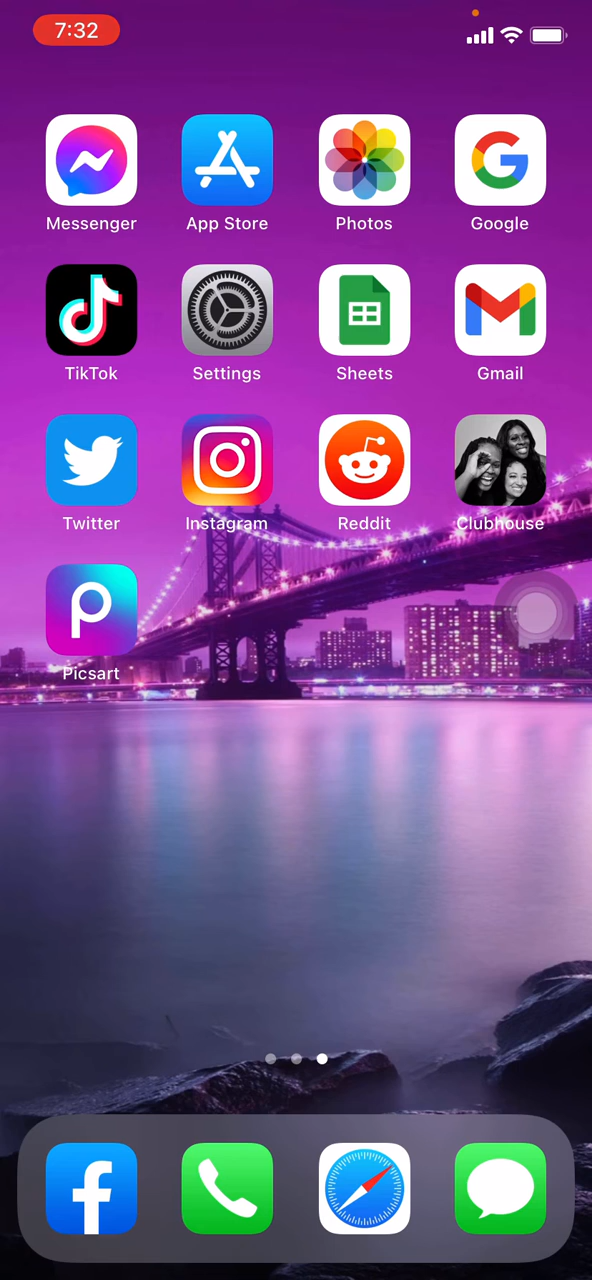 7:32
Messenger App Store Photos Google
TikTok Settings Sheets Gmail
Twitter Instagram Reddit Clubhouse
Picsart